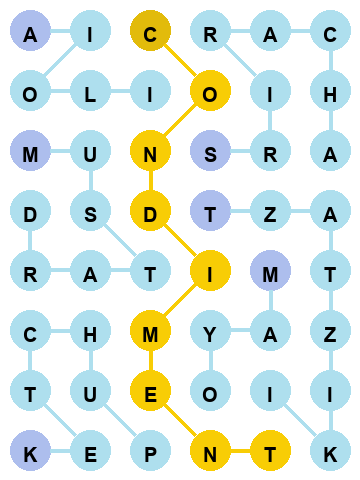 A I C R A C
O L I O I H
M U N S R A
D S D T Z A
R A T I M T
C H M Y A Z
T U E O I I
K E P N T K